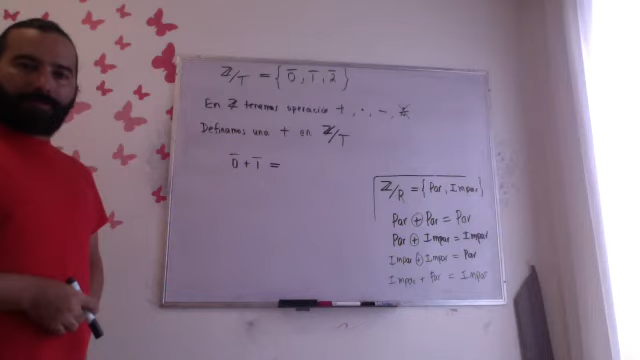 ℤ/T = { 0̅, 1̅, 2̅ }
En ℤ tenemos operación +, ·, -,
Definamos una + en ℤ/T
0̅ + 1̅ =
ℤ/R = { Par, Impar }
Par ⊕ Par = Par
Par ⊕ Impar = Impar
Impar ⊕ Impar = Par
Impar + Par = Impar